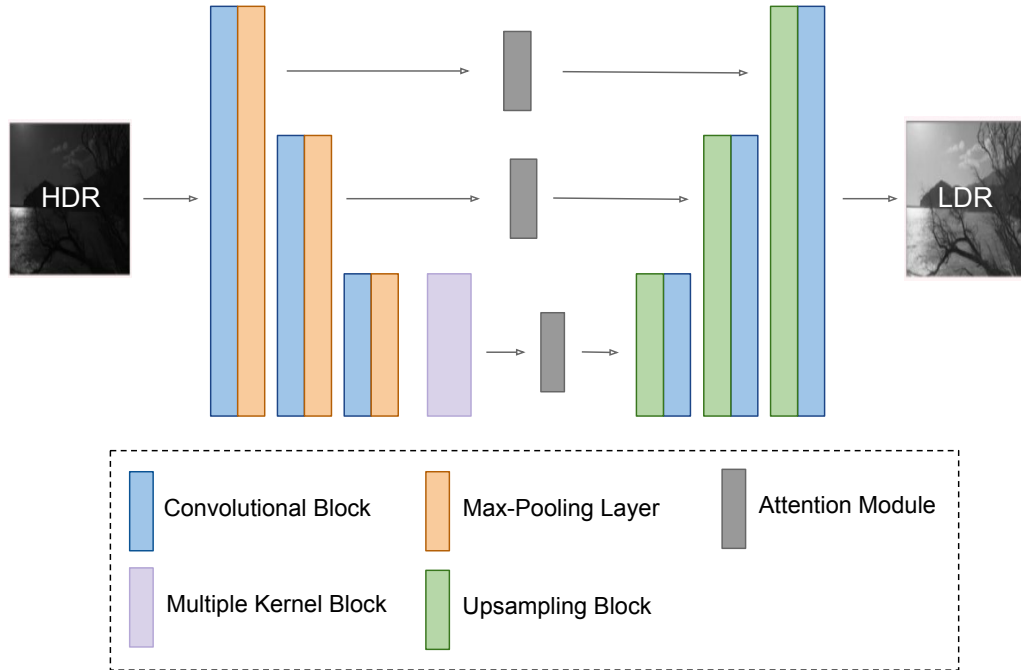 HDR
LDR
Convolutional Block
Max-Pooling Layer
Attention Module
Multiple Kernel Block
Upsampling Block